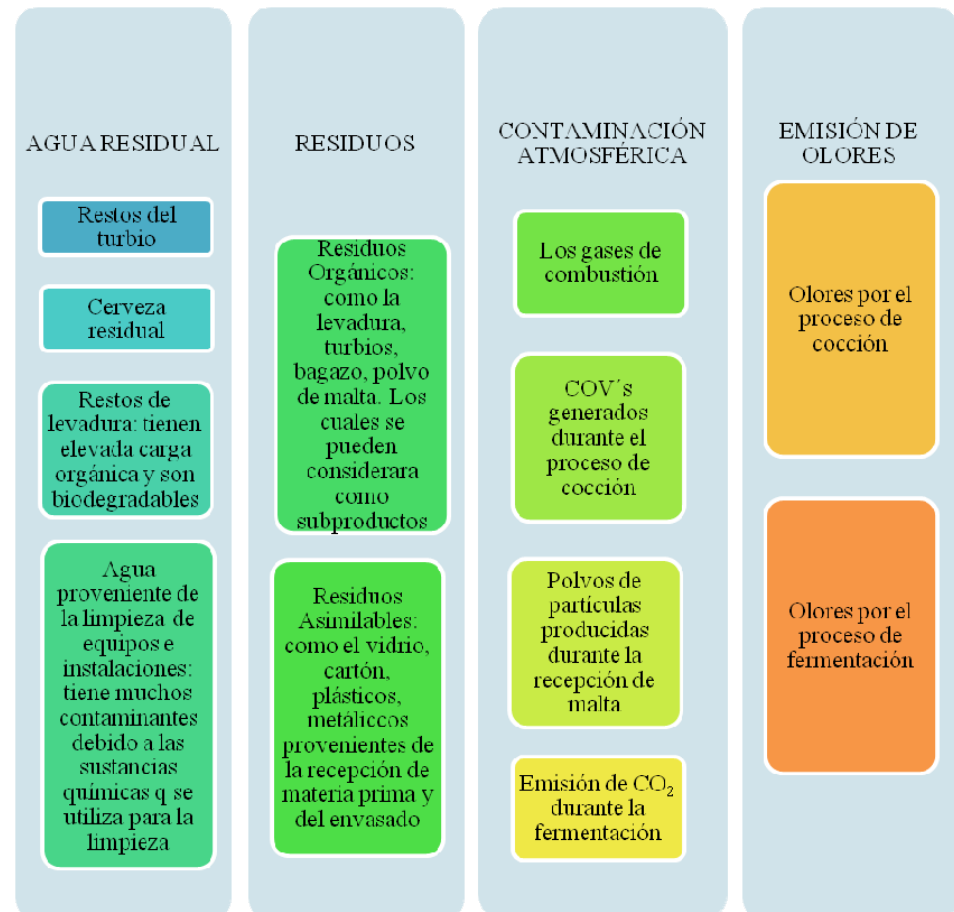 AGUA RESIDUAL
Restos del
turbio
Cerveza
residual
Restos de
levadura: tienen
elevada carga
orgánica y son
biodegradables
Agua
proveniente de
la limpieza de
equipos e
instalaciones:
tiene muchos
contaminantes
debido a las
sustancias
químicas q se
utiliza para la
limpieza
RESIDUOS
Residuos
Orgánicos:
como la
levadura,
turbios,
bagazo, polvo
de malta. Los
cuales se
pueden
considerara
como
subproductos
Residuos
Asimilables:
como el vidrio,
cartón,
plásticos,
metáliccos
provenientes de
la recepción de
materia prima y
del envasado
CONTAMINACIÓN
ATMOSFÉRICA
Los gases de
combustión
COV´s
generados
durante el
proceso de
cocción
Polvos de
partículas
producidas
durante la
recepción de
malta
Emisión de CO₂
durante la
fermentación
EMISIÓN DE
OLORES
Olores por el
proceso de
cocción
Olores por el
proceso de
fermentación